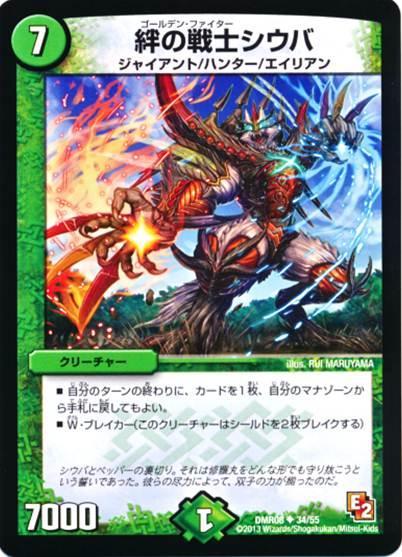 7
ゴールデン・ファイター
絆の戦士シウバ
ジャイアント/ハンター/エイリアン
クリーチャー
illus. RUI MARUYAMA
■ 自分のターンの終わりに、カードを1枚、自分のマナゾーンか
ら手札に戻してもよい。
■ W・ブレイカー(このクリーチャーはシールドを2枚ブレイクする)
シウバとペッパーの裏切り。それは修羅丸をどんな形でも守り抜こうと
いう誓いであった。彼らの尽力によって、双子の力が揃ったのだ。
7000
1
E2
DMR08 34/55
©2013 Wizards/Shogakukan/Mitsui-Kids